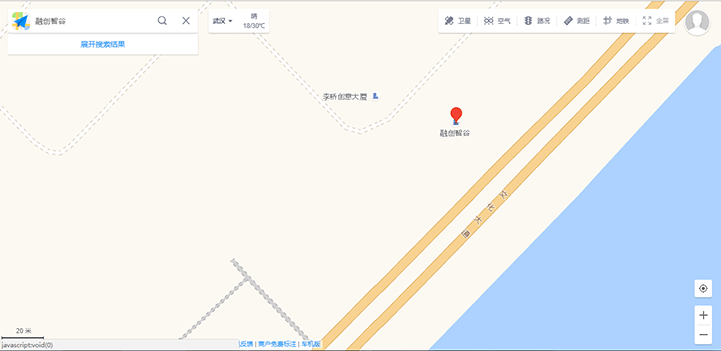 融创智谷
武汉
晴
18/30℃
卫星
空气
路况
测距
地铁
全屏
展开搜索结果
李桥创意大厦
融创智谷
文化大道
20 米
javascript:void(0)
反馈 | 商户免费标注 | 车机版